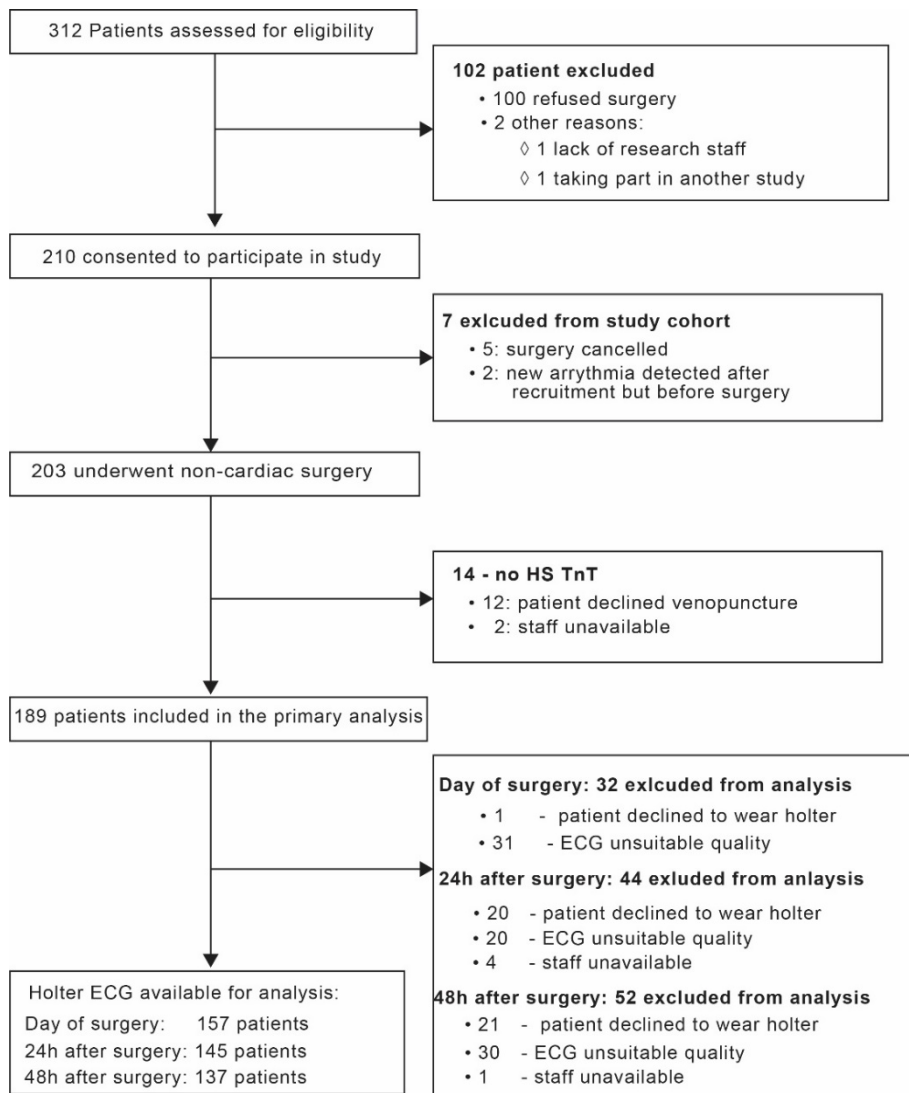 312 Patients assessed for eligibility
102 patient excluded
• 100 refused surgery
• 2 other reasons:
◊ 1 lack of research staff
◊ 1 taking part in another study
210 consented to participate in study
7 exlcuded from study cohort
• 5: surgery cancelled
• 2: new arrythmia detected after
recruitment but before surgery
203 underwent non-cardiac surgery
14 - no HS TnT
• 12: patient declined venopuncture
• 2: staff unavailable
189 patients included in the primary analysis
Day of surgery: 32 exlcuded from analysis
• 1 - patient declined to wear holter
• 31 - ECG unsuitable quality
24h after surgery: 44 exluded from anlaysis
• 20 - patient declined to wear holter
• 20 - ECG unsuitable quality
• 4 - staff unavailable
48h after surgery: 52 excluded from analysis
• 21 - patient declined to wear holter
• 30 - ECG unsuitable quality
• 1 - staff unavailable
Holter ECG available for analysis:
Day of surgery: 157 patients
24h after surgery: 145 patients
48h after surgery: 137 patients